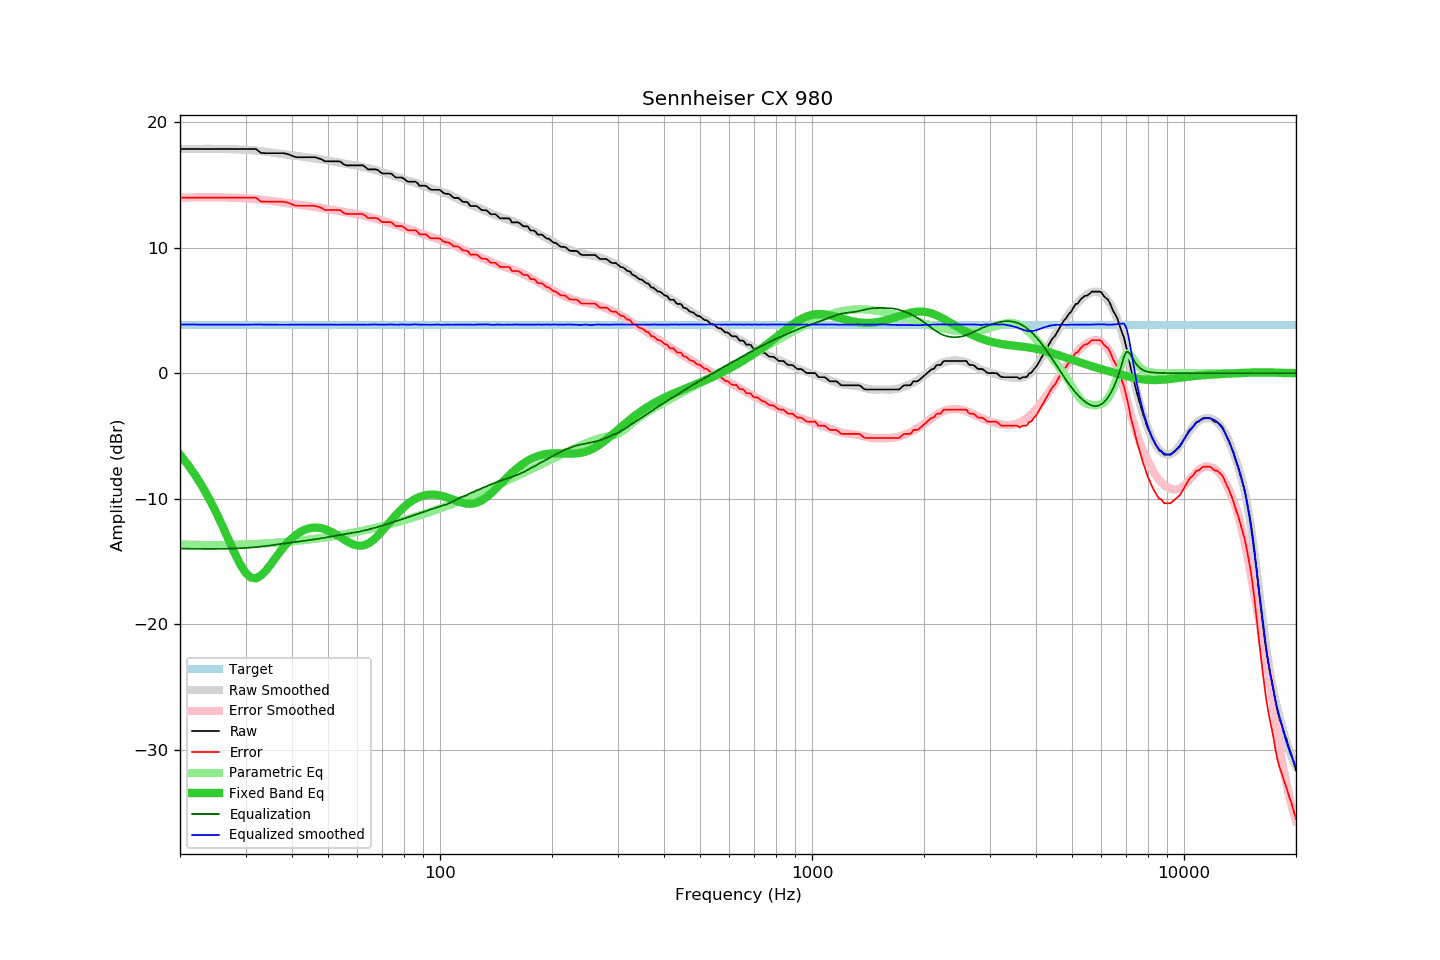 Sennheiser CX 980
20
10
0
−10
−20
−30
Amplitude (dBr)
Target
Raw Smoothed
Error Smoothed
Raw
Error
Parametric Eq
Fixed Band Eq
Equalization
Equalized smoothed
100
1000
10000
Frequency (Hz)